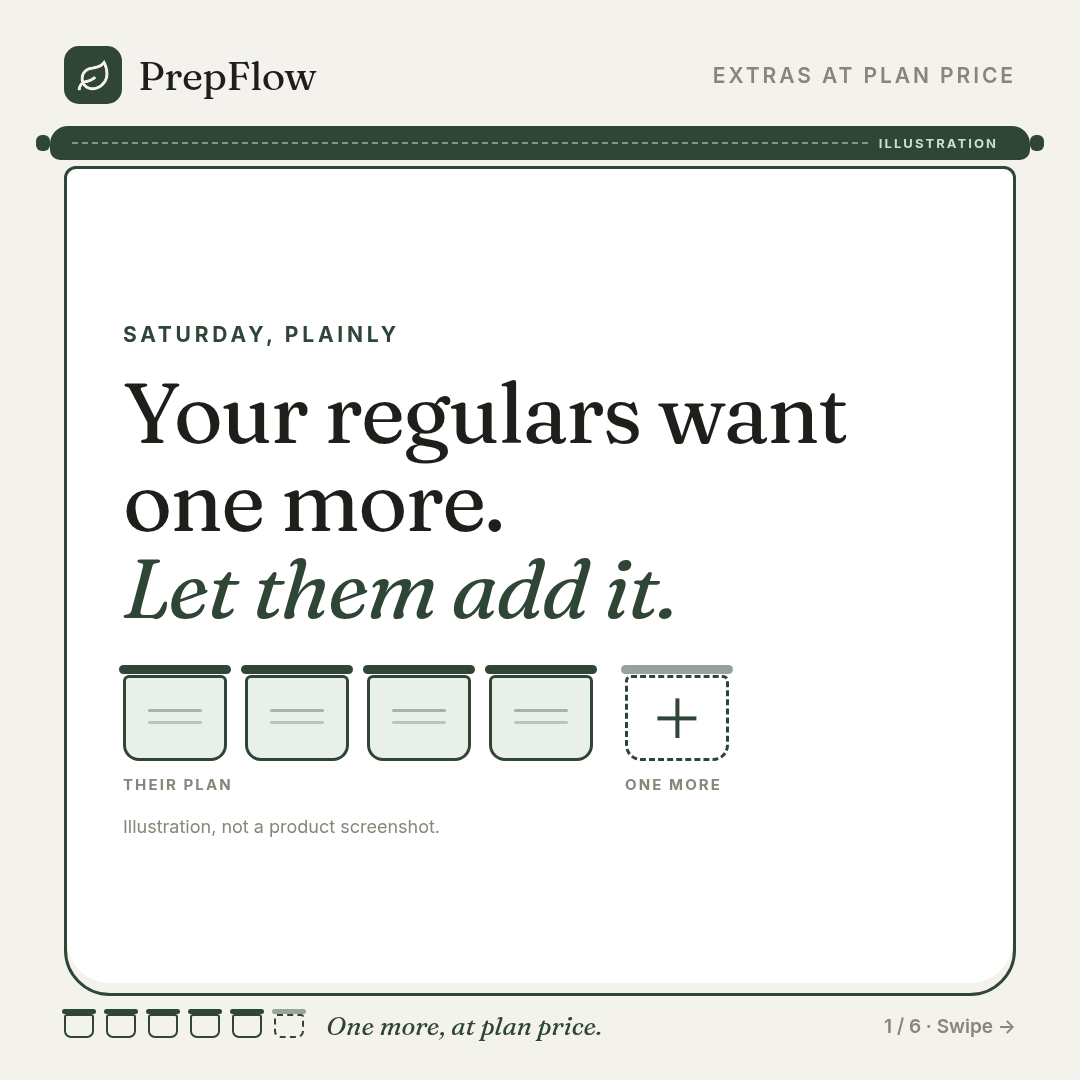 PrepFlow
EXTRAS AT PLAN PRICE
ILLUSTRATION
SATURDAY, PLAINLY
Your regulars want
one more.
Let them add it.
THEIR PLAN
ONE MORE
Illustration, not a product screenshot.
One more, at plan price.
1 / 6 · Swipe →